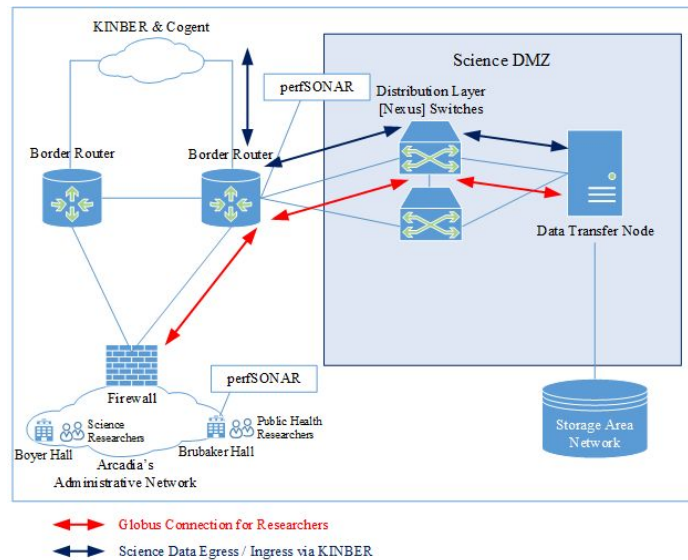 KINBER & Cogent
Science DMZ
perfSONAR
Distribution Layer
[Nexus] Switches
Border Router
Border Router
Data Transfer Node
Firewall
perfSONAR
Science
Researchers
Public Health
Researchers
Boyer Hall
Brubaker Hall
Arcadia's
Administrative Network
Storage Area
Network
Globus Connection for Researchers
Science Data Egress / Ingress via KINBER